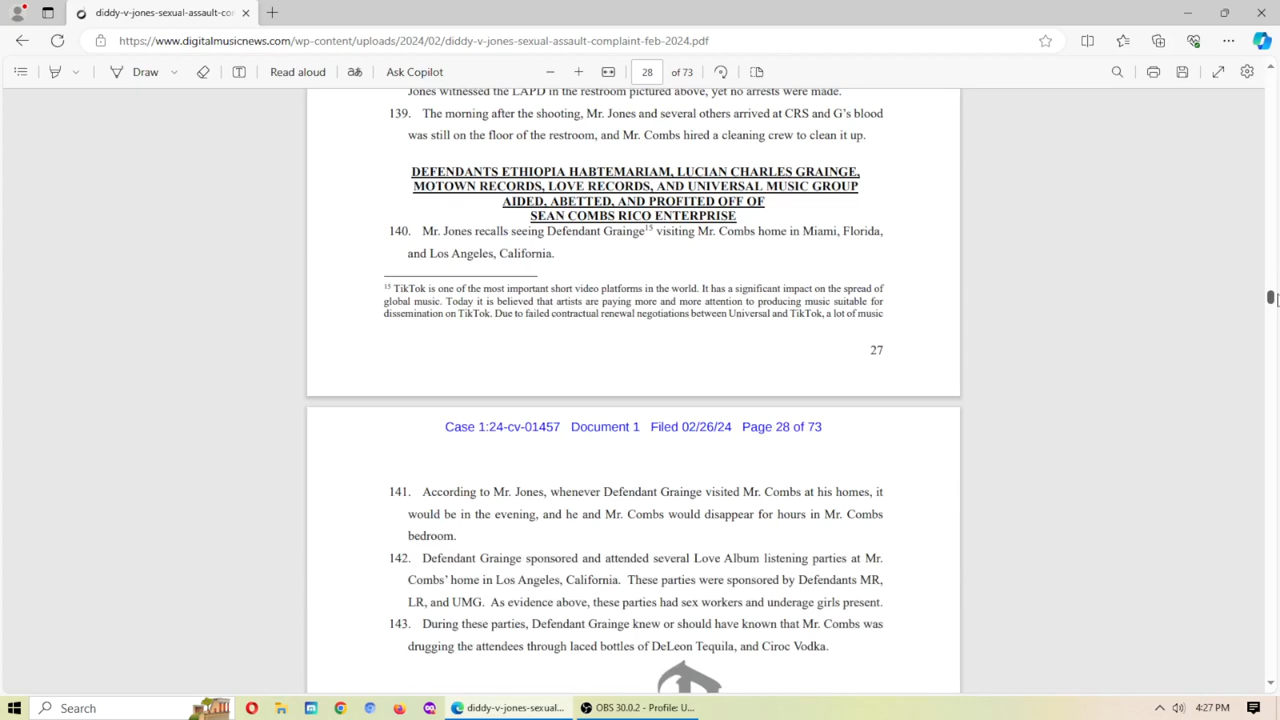 diddy-v-jones-sexual-assault-con
https://www.digitalmusicnews.com/wp-content/uploads/2024/02/diddy-v-jones-sexual-assault-complaint-feb-2024.pdf
Draw
Read aloud
Ask Copilot
28 of 73
Jones witnessed the LAPD in the restroom pictured above, yet no arrests were made.
139. The morning after the shooting, Mr. Jones and several others arrived at CRS and G's blood
was still on the floor of the restroom, and Mr. Combs hired a cleaning crew to clean it up.
DEFENDANTS ETHIOPIA HABTEMARIAM, LUCIAN CHARLES GRAINGE,
MOTOWN RECORDS, LOVE RECORDS, AND UNIVERSAL MUSIC GROUP
AIDED, ABETTED, AND PROFITED OFF OF
SEAN COMBS RICO ENTERPRISE
140. Mr. Jones recalls seeing Defendant Grainge15 visiting Mr. Combs home in Miami, Florida,
and Los Angeles, California.
15 TikTok is one of the most important short video platforms in the world. It has a significant impact on the spread of
global music. Today it is believed that artists are paying more and more attention to producing music suitable for
dissemination on TikTok. Due to failed contractual renewal negotiations between Universal and TikTok, a lot of music
27
Case 1:24-cv-01457 Document 1 Filed 02/26/24 Page 28 of 73
141. According to Mr. Jones, whenever Defendant Grainge visited Mr. Combs at his homes, it
would be in the evening, and he and Mr. Combs would disappear for hours in Mr. Combs
bedroom.
142. Defendant Grainge sponsored and attended several Love Album listening parties at Mr.
Combs' home in Los Angeles, California. These parties were sponsored by Defendants MR,
LR, and UMG. As evidence above, these parties had sex workers and underage girls present.
143. During these parties, Defendant Grainge knew or should have known that Mr. Combs was
drugging the attendees through laced bottles of DeLeon Tequila, and Ciroc Vodka.
Search
diddy-v-jones-sexual...
OBS 30.0.2 - Profile: U...
4:27 PM